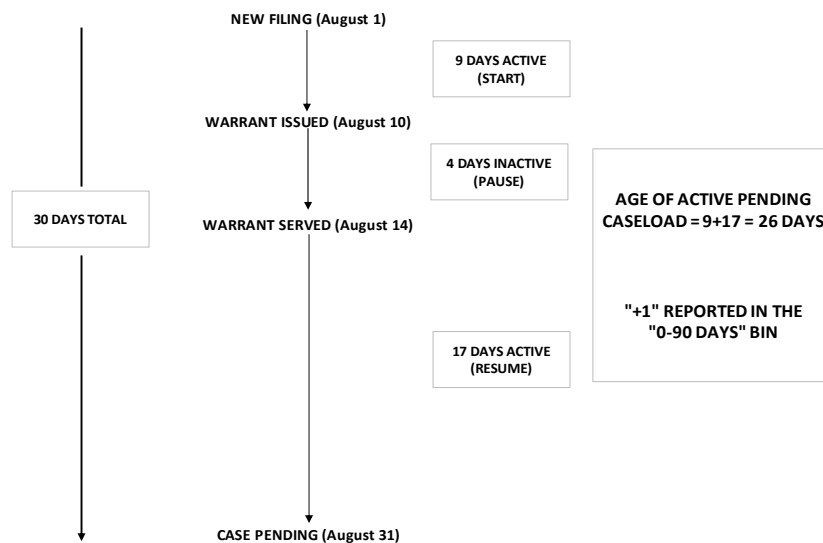 NEW FILING (August 1)
9 DAYS ACTIVE
(START)
WARRANT ISSUED (August 10)
4 DAYS INACTIVE
(PAUSE)
30 DAYS TOTAL
WARRANT SERVED (August 14)
AGE OF ACTIVE PENDING
CASELOAD = 9+17 = 26 DAYS
"+1" REPORTED IN THE
"0-90 DAYS" BIN
17 DAYS ACTIVE
(RESUME)
CASE PENDING (August 31)